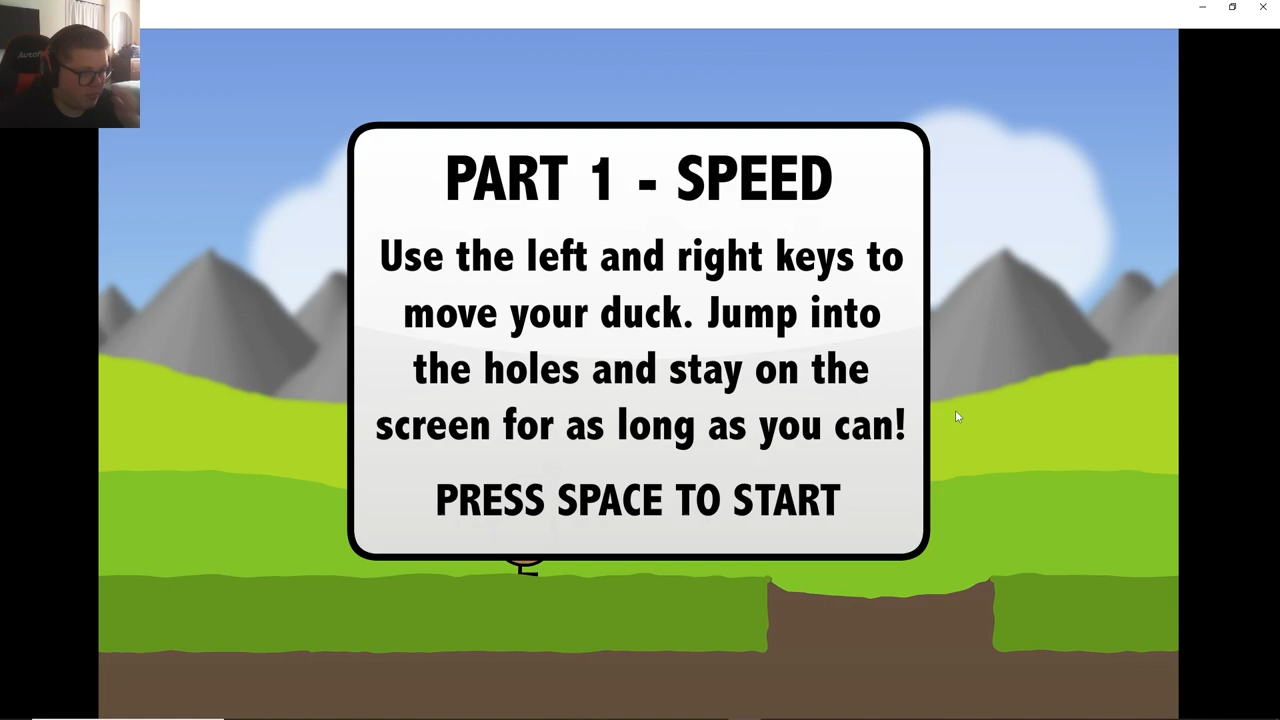 PART 1 - SPEED
Use the left and right keys to
move your duck. Jump into
the holes and stay on the
screen for as long as you can!
PRESS SPACE TO START